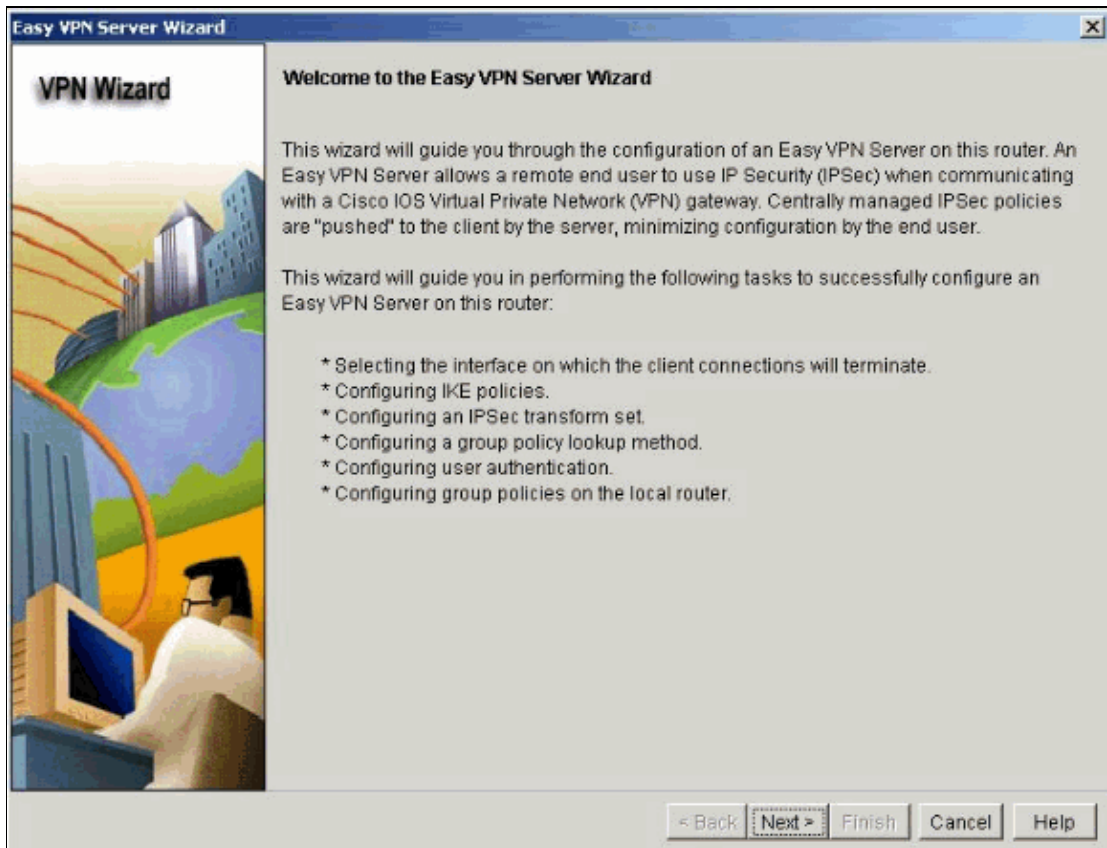 Easy VPN Server Wizard
VPN Wizard
Welcome to the Easy VPN Server Wizard
This wizard will guide you through the configuration of an Easy VPN Server on this router. An
Easy VPN Server allows a remote end user to use IP Security (IPSec) when communicating
with a Cisco IOS Virtual Private Network (VPN) gateway. Centrally managed IPSec policies
are "pushed" to the client by the server, minimizing configuration by the end user.
This wizard will guide you in performing the following tasks to successfully configure an
Easy VPN Server on this router:
* Selecting the interface on which the client connections will terminate.
* Configuring IKE policies.
* Configuring an IPSec transform set.
* Configuring a group policy lookup method.
* Configuring user authentication.
* Configuring group policies on the local router.
< Back Next > Finish Cancel Help